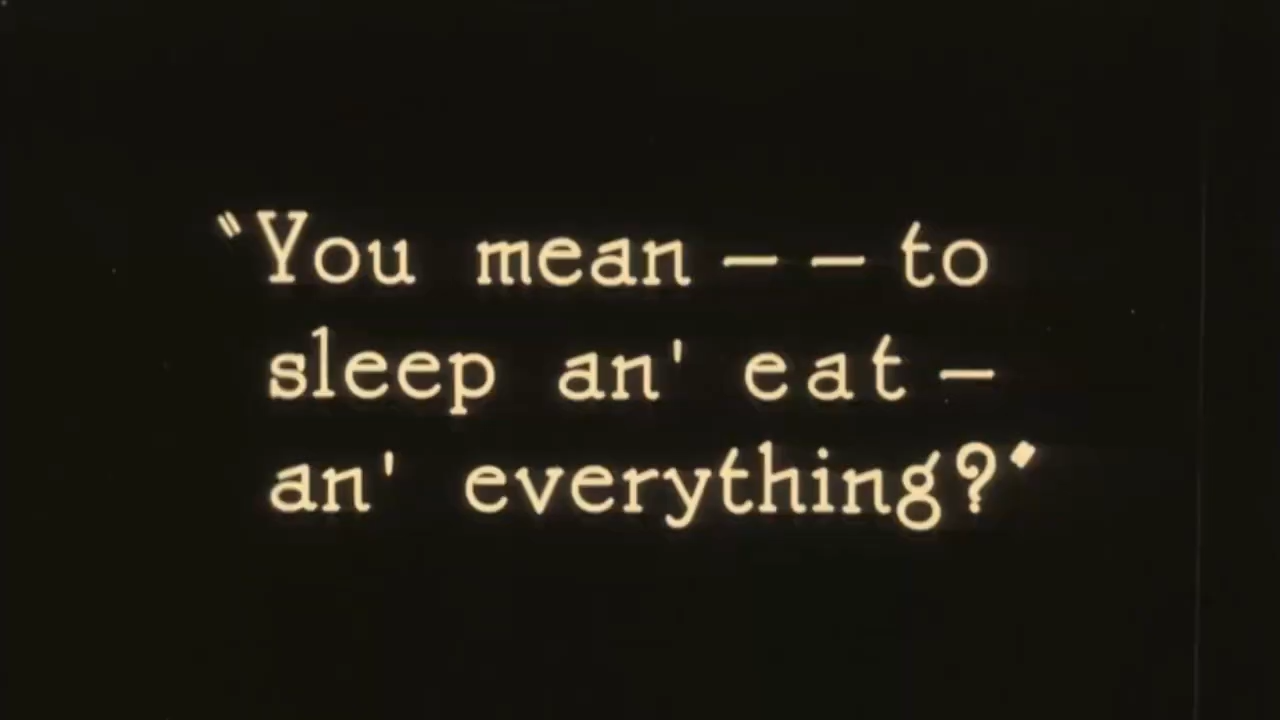 "You mean -- to
sleep an' eat -
an' everything?"